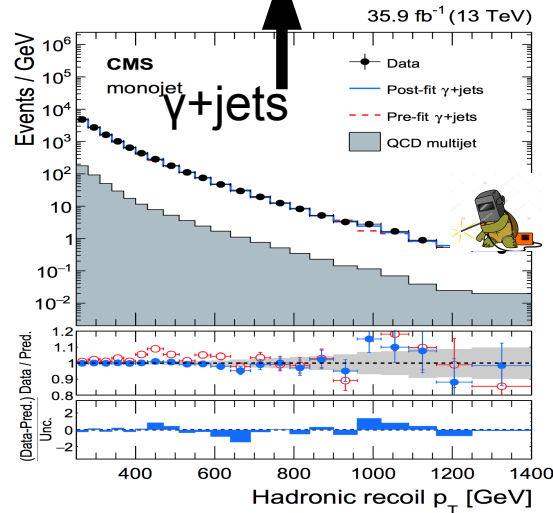 35.9 fb⁻¹ (13 TeV)
Events / GeV
10⁶
10⁵
10⁴
10³
10²
10
1
10⁻¹
10⁻²
CMS
monojet
γ+jets
Data
Post-fit γ+jets
Pre-fit γ+jets
QCD multijet
Data / Pred.
1.2
1.1
1.0
0.9
0.8
(Data-Pred.)
Unc.
2
0
−2
400 600 800 1000 1200 1400
Hadronic recoil p_T [GeV]